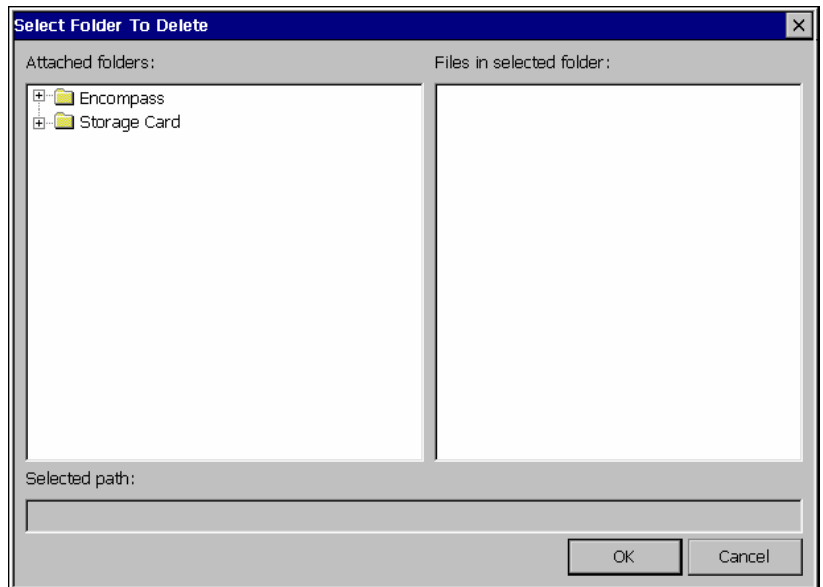 Select Folder To Delete
Attached folders:
Files in selected folder:
Encompass
Storage Card
Selected path:
OK
Cancel